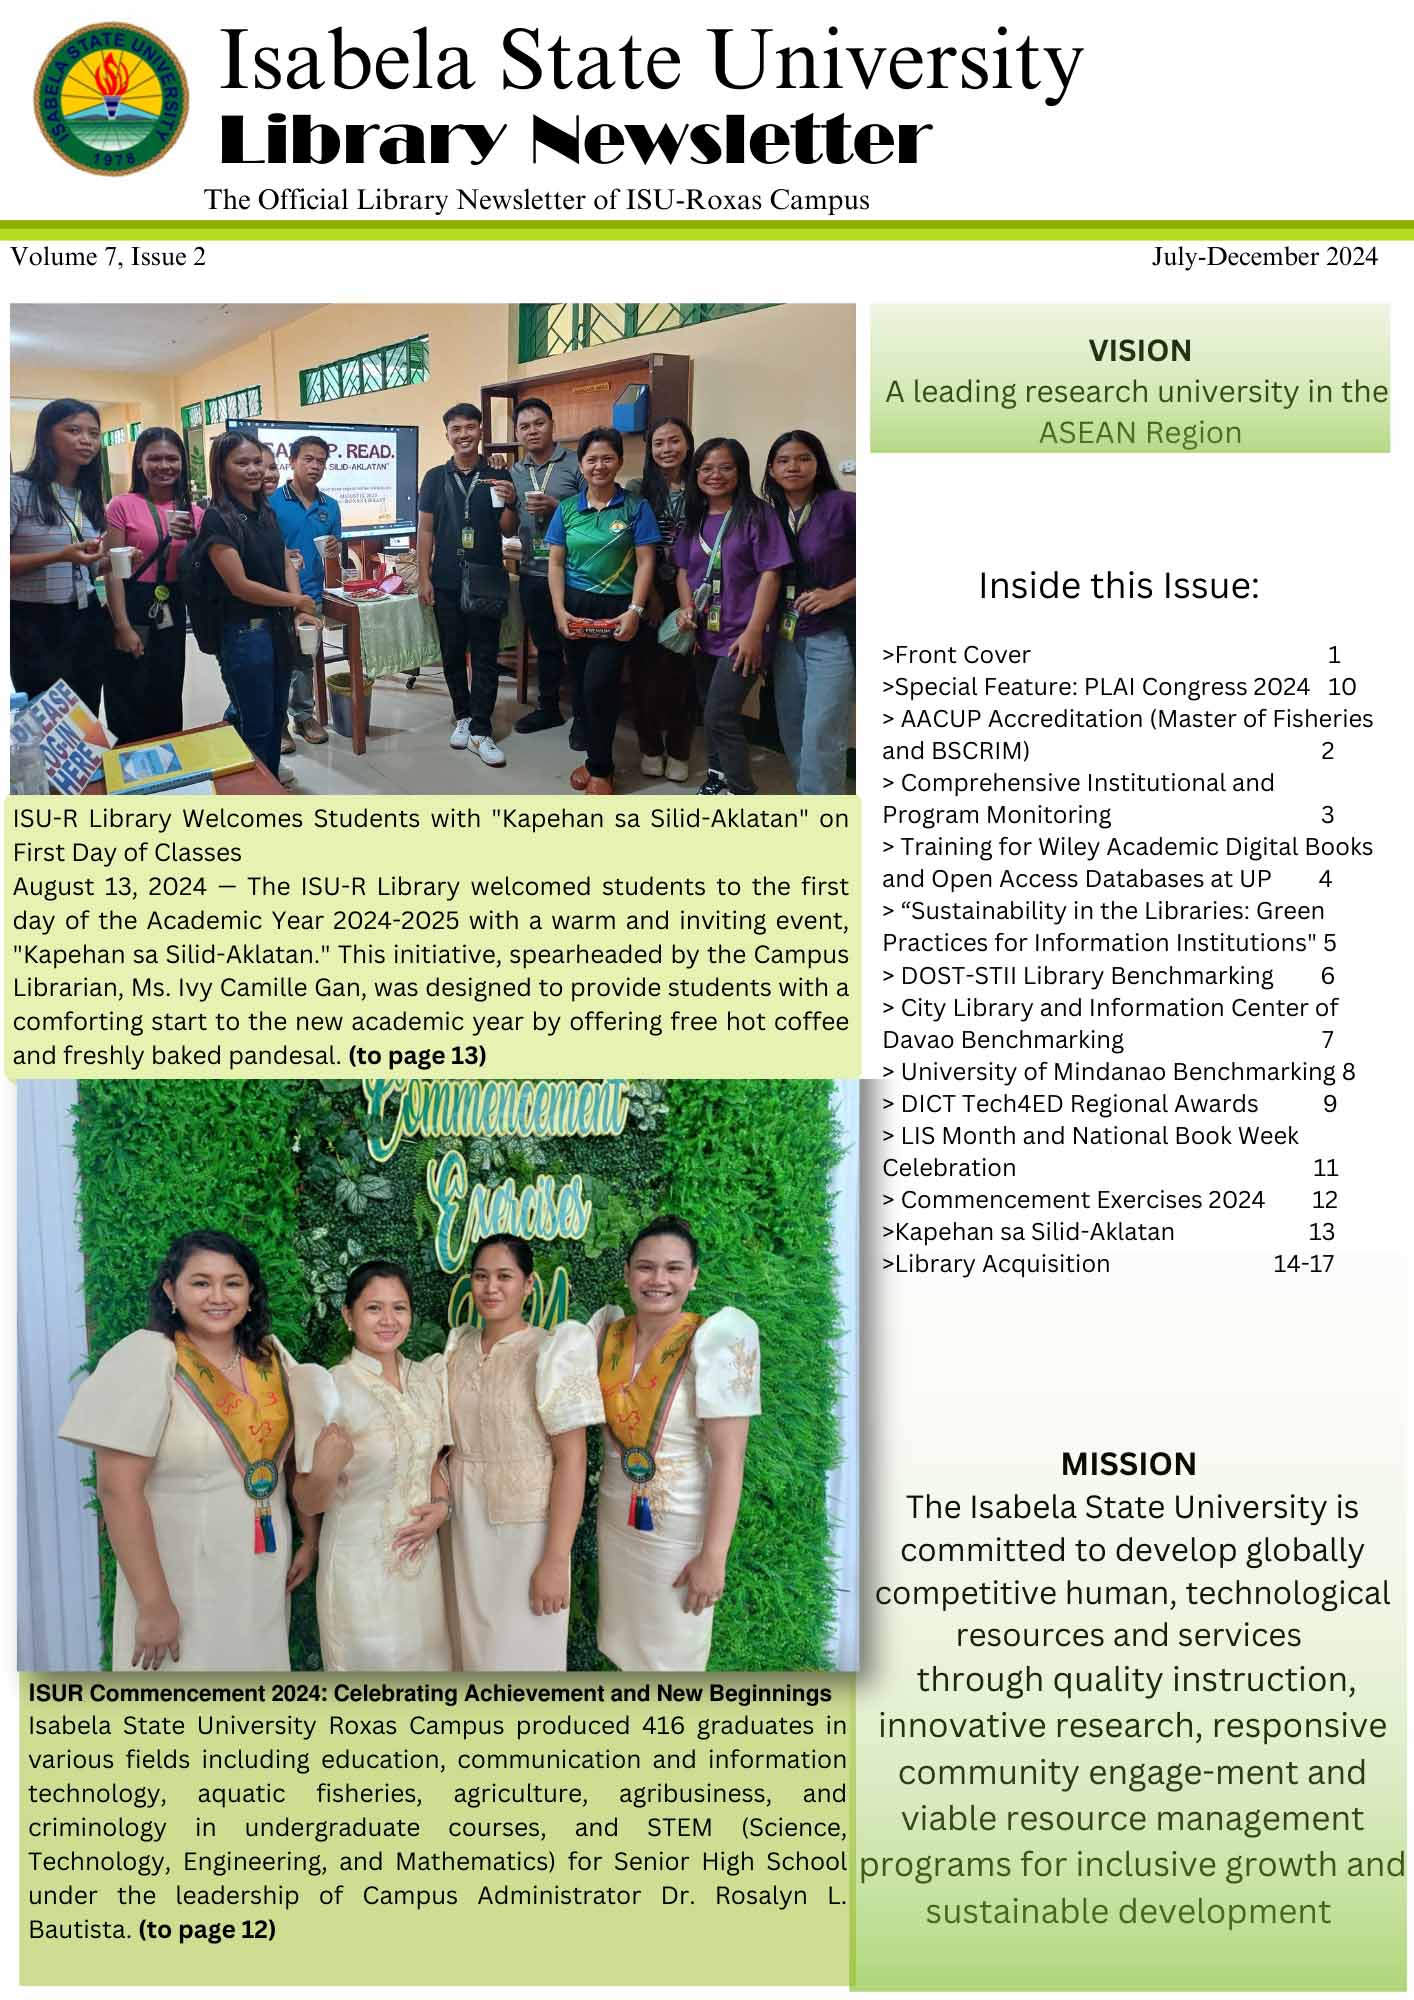 ISABELA STATE UNIVERSITY
1978
Isabela State University
Library Newsletter
The Official Library Newsletter of ISU-Roxas Campus
Volume 7, Issue 2
July-December 2024
P. READ.
SILID-AKLATAN"
PREMIUM
PLEASE
LOG-IN
HERE
ISU-R Library Welcomes Students with "Kapehan sa Silid-Aklatan" on
First Day of Classes
August 13, 2024 — The ISU-R Library welcomed students to the first
day of the Academic Year 2024-2025 with a warm and inviting event,
"Kapehan sa Silid-Aklatan." This initiative, spearheaded by the Campus
Librarian, Ms. Ivy Camille Gan, was designed to provide students with a
comforting start to the new academic year by offering free hot coffee
and freshly baked pandesal. (to page 13)
Commencement
Exercises
ISUR Commencement 2024: Celebrating Achievement and New Beginnings
Isabela State University Roxas Campus produced 416 graduates in
various fields including education, communication and information
technology, aquatic fisheries, agriculture, agribusiness, and
criminology in undergraduate courses, and STEM (Science,
Technology, Engineering, and Mathematics) for Senior High School
under the leadership of Campus Administrator Dr. Rosalyn L.
Bautista. (to page 12)
VISION
A leading research university in the
ASEAN Region
Inside this Issue:
>Front Cover 1
>Special Feature: PLAI Congress 2024 10
> AACUP Accreditation (Master of Fisheries
and BSCRIM) 2
> Comprehensive Institutional and
Program Monitoring 3
> Training for Wiley Academic Digital Books
and Open Access Databases at UP 4
> “Sustainability in the Libraries: Green
Practices for Information Institutions" 5
> DOST-STII Library Benchmarking 6
> City Library and Information Center of
Davao Benchmarking 7
> University of Mindanao Benchmarking 8
> DICT Tech4ED Regional Awards 9
> LIS Month and National Book Week
Celebration 11
> Commencement Exercises 2024 12
>Kapehan sa Silid-Aklatan 13
>Library Acquisition 14-17
MISSION
The Isabela State University is
committed to develop globally
competitive human, technological
resources and services
through quality instruction,
innovative research, responsive
community engage-ment and
viable resource management
programs for inclusive growth and
sustainable development